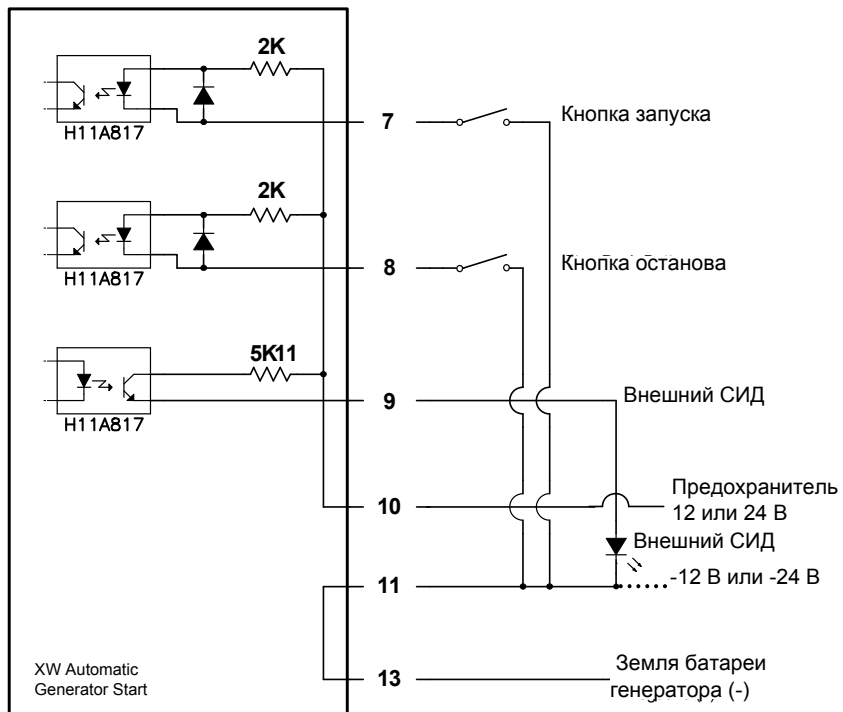 2K
H11A817
7
Кнопка запуска
2K
H11A817
8
Кнопка останова
5K11
H11A817
9
Внешний СИД
10
Предохранитель
12 или 24 В
Внешний СИД
11
-12 В или -24 В
XW Automatic
Generator Start
13
Земля батареи
генератора (-)